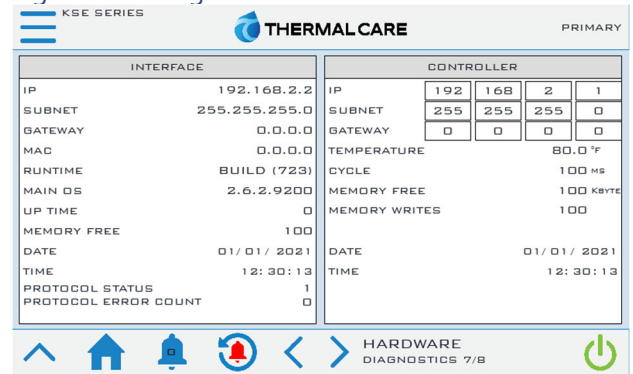 KSE SERIES
THERMAL CARE
PRIMARY
INTERFACE
IP 192.168.2.2
SUBNET 255.255.255.0
GATEWAY 0.0.0.0
MAC 0.0.0.0
RUNTIME BUILD (723)
MAIN OS 2.6.2.9200
UP TIME 0
MEMORY FREE 100
DATE 01/01/ 2021
TIME 12:30:13
PROTOCOL STATUS 1
PROTOCOL ERROR COUNT 0
CONTROLLER
IP 192 168 2 1
SUBNET 255 255 255 0
GATEWAY 0 0 0 0
TEMPERATURE 80.0 °F
CYCLE 100 MS
MEMORY FREE 100 KBYTE
MEMORY WRITES 100
DATE 01/01/ 2021
TIME 12:30:13
0
HARDWARE
DIAGNOSTICS 7/8